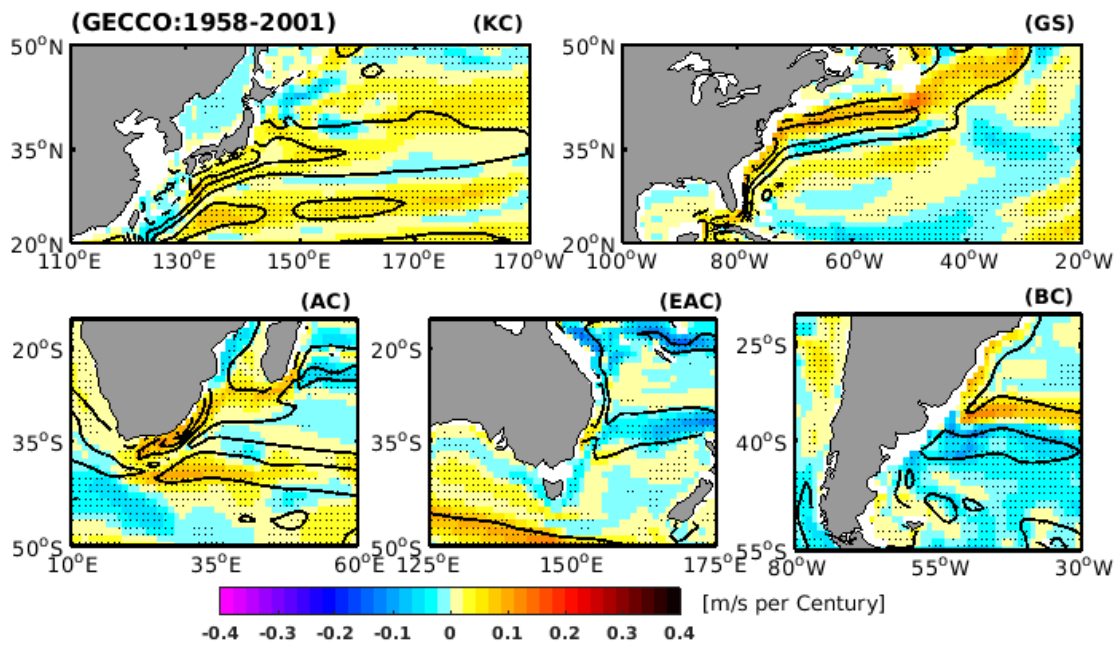 (GECCO:1958-2001) (KC) (GS)
50°N 50°N
35°N 35°N
20°N 20°N
110°E 130°E 150°E 170°E 170°W 100°W 80°W 60°W 40°W 20°W
(AC) (EAC) (BC)
20°S 20°S 25°S
35°S 35°S 40°S
50°S 50°S 55°S
10°E 35°E 60°E 125°E 150°E 175°E 80°W 55°W 30°W
[m/s per Century]
-0.4 -0.3 -0.2 -0.1 0 0.1 0.2 0.3 0.4